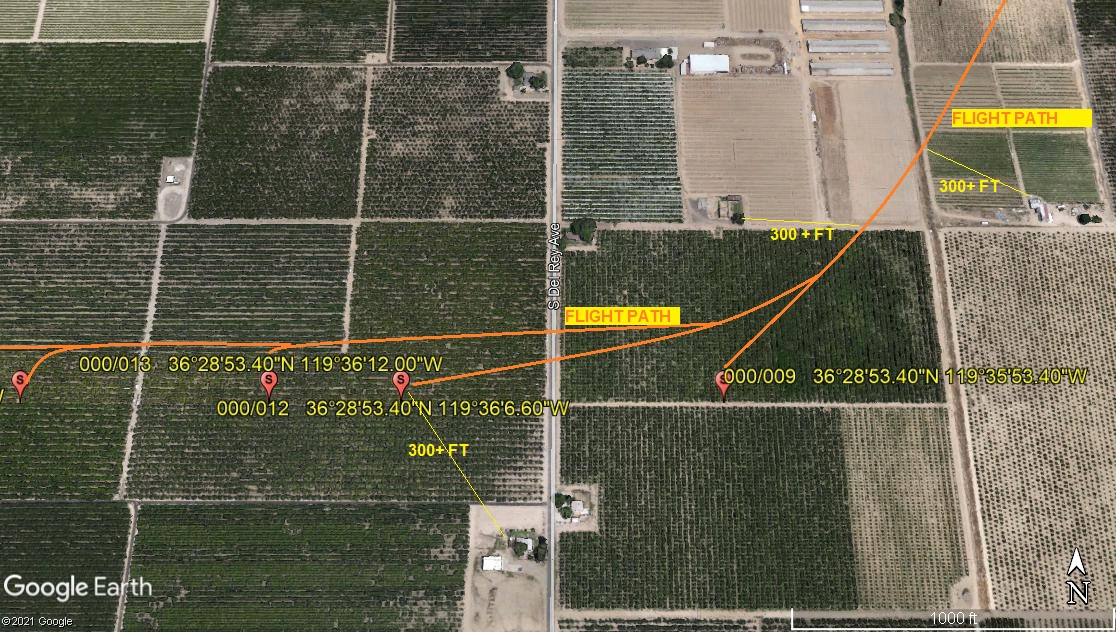 FLIGHT PATH
300+ FT
300 + FT
S Del Rey Ave
FLIGHT PATH
S
S
S
000/013 36°28'53.40"N 119°36'12.00"W
000/009 36°28'53.40"N 119°35'53.40"W
000/012 36°28'53.40"N 119°36'6.60"W
300+ FT
N
Google Earth
©2021 Google
1000 ft